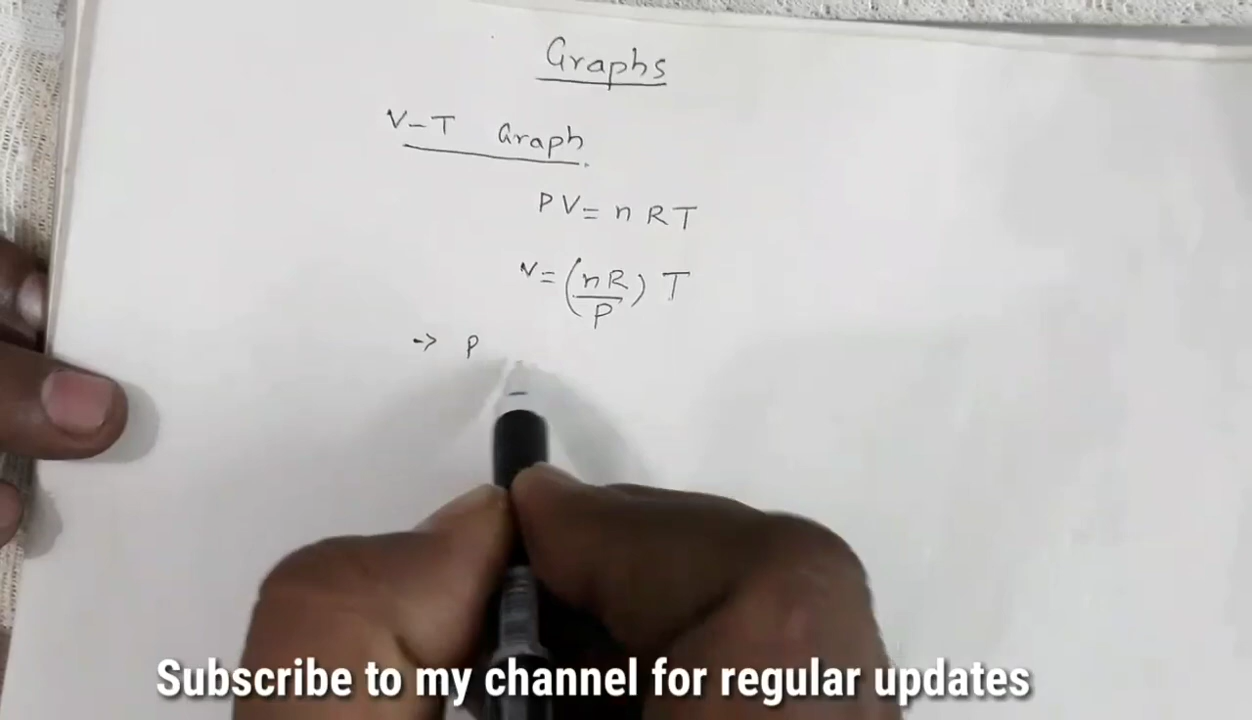 Graphs
V-T Graph
PV = nRT
V = (nR/P) T
-> P
Subscribe to my channel for regular updates